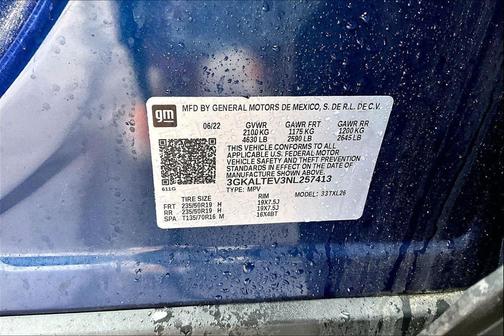 gm
MFD BY GENERAL MOTORS DE MEXICO, S. DE R.L. DE C.V.
06/22 GVWR GAWR FRT GAWR RR
2100 KG 1175 KG 1200 KG
4630 LB 2590 LB 2645 LB
THIS VEHICLE CONFORMS TO ALL
APPLICABLE U.S. FEDERAL MOTOR
VEHICLE SAFETY AND THEFT PREVENTION
STANDARDS IN EFFECT ON THE DATE OF
MANUFACTURE SHOWN ABOVE.
3GKALTEV3NL257413
611G TYPE: MPV MODEL: 33TXL26
TIRE SIZE RIM
FRT 235/50R19 H 19X7.5J
RR 235/50R19 H 19X7.5J
SPA T135/70R16 M 16X4BT